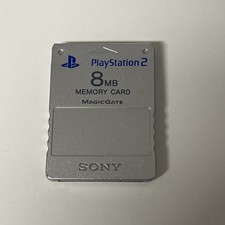 PlayStation 2
8MB
MEMORY CARD
MAGICGATE
SONY